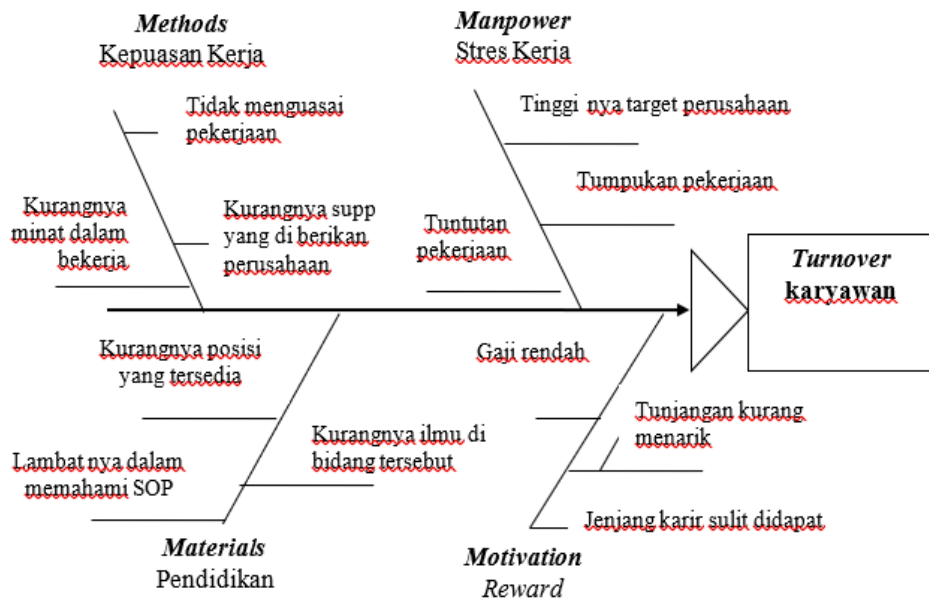 Methods
Kepuasan Kerja
Tidak menguasai
pekerjaan
Kurangnya
minat dalam
bekerja
Kurangnya supp
yang di berikan
perusahaan
Manpower
Stres Kerja
Tinggi nya target perusahaan
Tumpukan pekerjaan
Tuntutan
pekerjaan
Turnover
karyawan
Kurangnya posisi
yang tersedia
Lambat nya dalam
memahami SOP
Kurangnya ilmu di
bidang tersebut
Materials
Pendidikan
Gaji rendah
Tunjangan kurang
menarik
Jenjang karir sulit didapat
Motivation
Reward